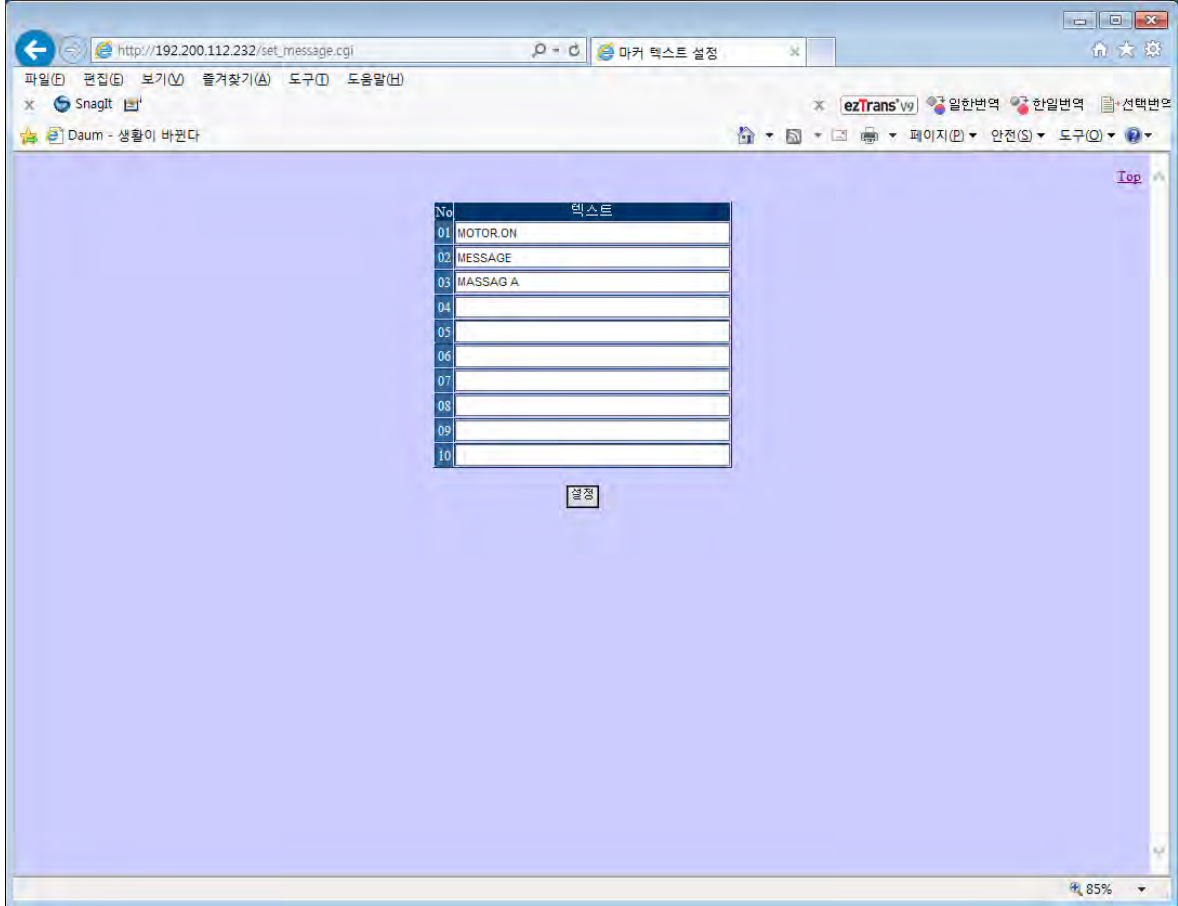 http://192.200.112.232/set_message.cgi
마커 텍스트 설정
파일(F) 편집(E) 보기(V) 즐겨찾기(A) 도구(T) 도움말(H)
x SnagIt
x ezTrans V9 일한번역 한일번역 선택번역
Daum - 생활이 바뀐다
페이지(P) 안전(S) 도구(O)
Top
No 텍스트
01 MOTOR.ON
02 MESSAGE
03 MASSAG A
04
05
06
07
08
09
10
설정
85%